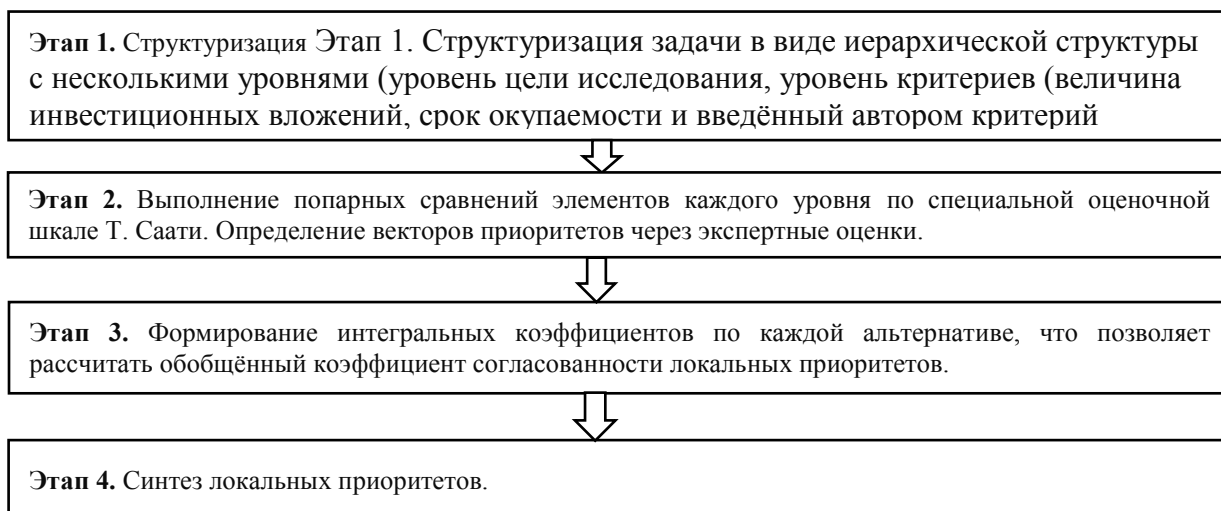 Этап 1. Структуризация Этап 1. Структуризация задачи в виде иерархической структуры
с несколькими уровнями (уровень цели исследования, уровень критериев (величина
инвестиционных вложений, срок окупаемости и введённый автором критерий
Этап 2. Выполнение попарных сравнений элементов каждого уровня по специальной оценочной
шкале Т. Саати. Определение векторов приоритетов через экспертные оценки.
Этап 3. Формирование интегральных коэффициентов по каждой альтернативе, что позволяет
рассчитать обобщённый коэффициент согласованности локальных приоритетов.
Этап 4. Синтез локальных приоритетов.